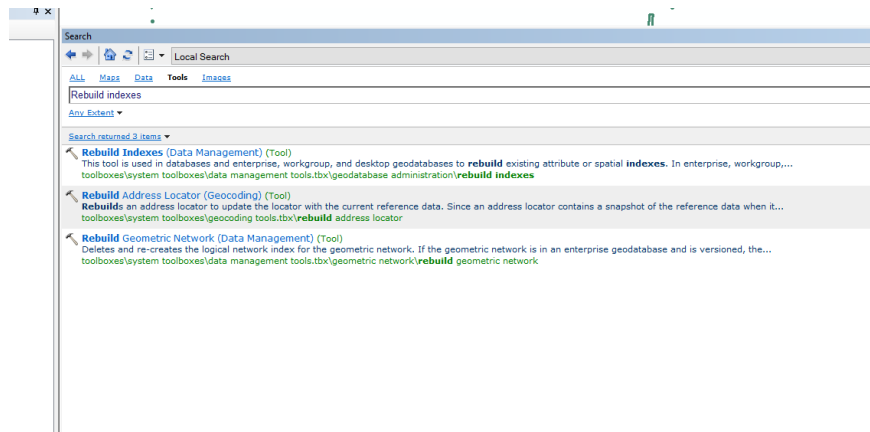 Search
Local Search
ALL Maps Data Tools Images
Rebuild indexes
Any Extent
Search returned 3 items
Rebuild Indexes (Data Management) (Tool)
This tool is used in databases and enterprise, workgroup, and desktop geodatabases to rebuild existing attribute or spatial indexes. In enterprise, workgroup,...
toolboxes\system toolboxes\data management tools.tbx\geodatabase administration\rebuild indexes
Rebuild Address Locator (Geocoding) (Tool)
Rebuilds an address locator to update the locator with the current reference data. Since an address locator contains a snapshot of the reference data when it...
toolboxes\system toolboxes\geocoding tools.tbx\rebuild address locator
Rebuild Geometric Network (Data Management) (Tool)
Deletes and re-creates the logical network index for the geometric network. If the geometric network is in an enterprise geodatabase and is versioned, the...
toolboxes\system toolboxes\data management tools.tbx\geometric network\rebuild geometric network